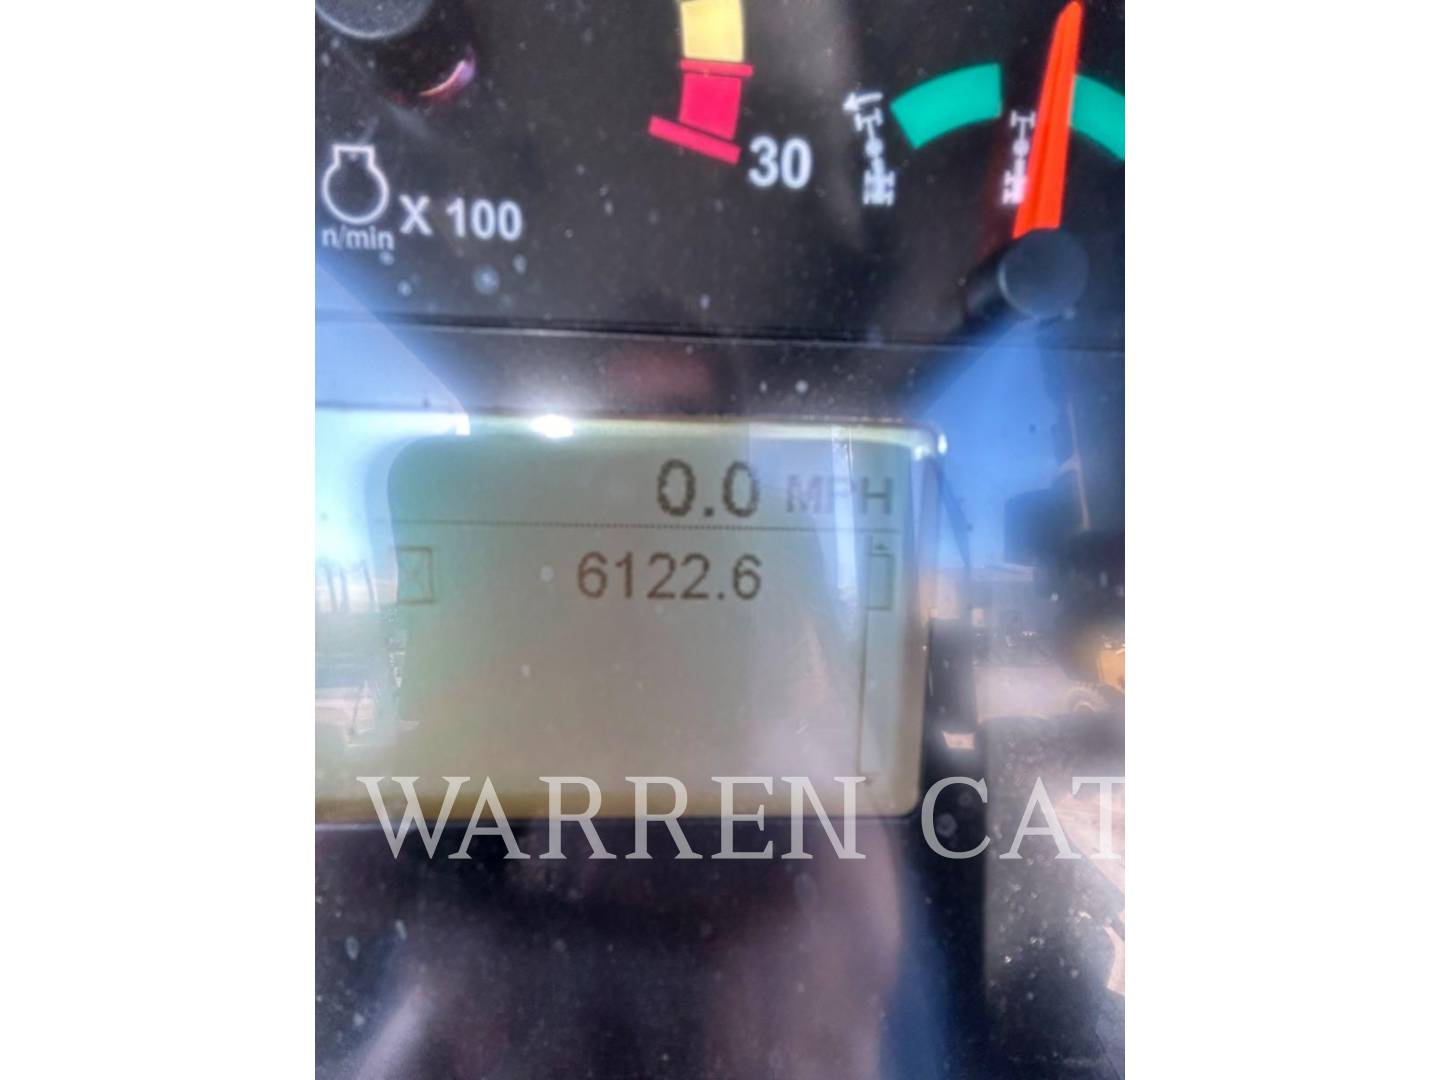 30
X 100
n/min
0.0 MPH
6122.6
WARREN CAT